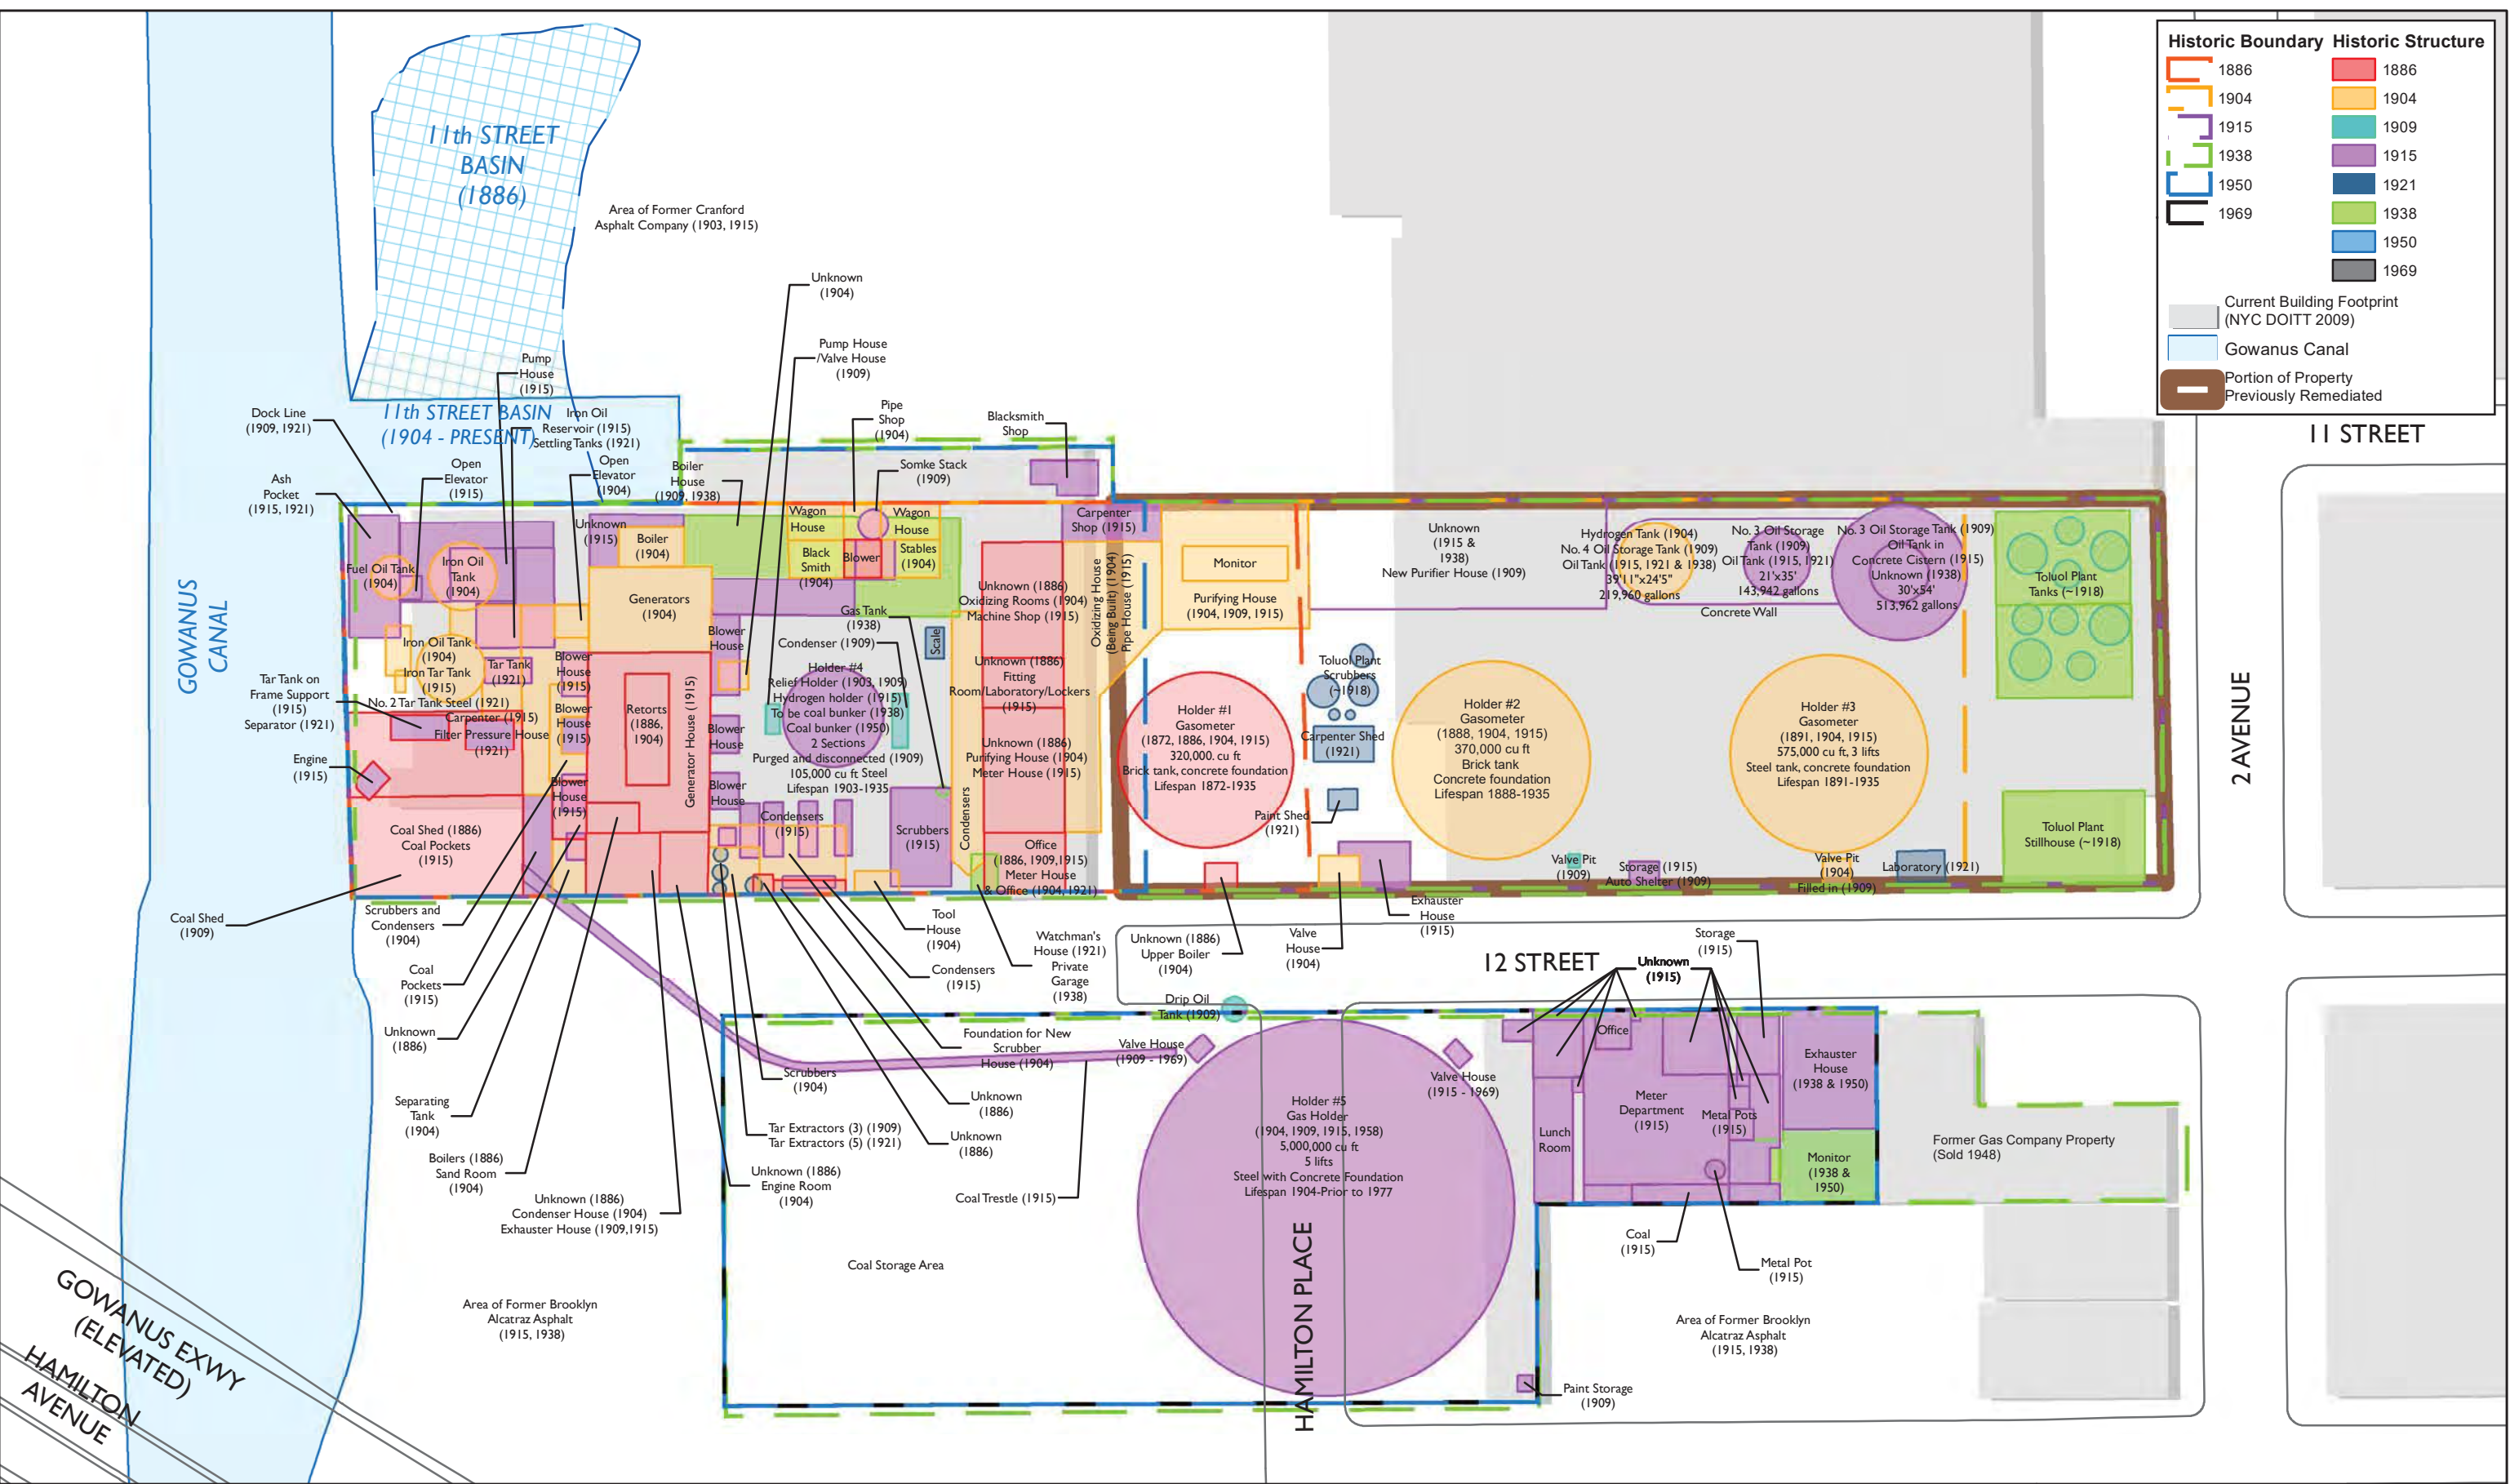 Historic Boundary
1886
1904
1915
1938
1950
1969
Historic Structure
1886
1904
1909
1915
1921
1938
1950
1969
Current Building Footprint
(NYC DOITT 2009)
Gowanus Canal
Portion of Property
Previously Remediated
11th STREET
BASIN
(1886)
Area of Former Cranford
Asphalt Company (1903, 1915)
Unknown
(1904)
Pump House
/Valve House
(1909)
Pump
House
(1915)
11th STREET BASIN
(1904 - PRESENT)
Iron Oil
Reservoir (1915)
Settling Tanks (1921)
Dock Line
(1909, 1921)
Pipe
Shop
(1904)
Blacksmith
Shop
Ash
Pocket
(1915, 1921)
Open
Elevator
(1915)
Open
Elevator
(1904)
Boiler
House
(1909, 1938)
Somke Stack
(1909)
11 STREET
2 AVENUE
GOWANUS
CANAL
Unknown
(1915)
Boiler
(1904)
Wagon
House
Wagon
House
Black
Smith
(1904)
Blower
Stables
(1904)
Carpenter
Shop (1915)
Fuel Oil Tank
(1904)
Iron Oil
Tank
(1904)
Generators
(1904)
Unknown (1886)
Oxidizing Rooms (1904)
Machine Shop (1915)
Oxidizing House
(Being Built) (1904)
Pipe House (1915)
Monitor
Purifying House
(1904, 1909, 1915)
Unknown
(1915 &
1938)
New Purifier House (1909)
Hydrogen Tank (1904)
No. 4 Oil Storage Tank (1909)
Oil Tank (1915, 1921 & 1938)
39'11"x24'5"
219,960 gallons
No. 3 Oil Storage
Tank (1909)
Oil Tank (1915, 1921)
21'x35'
143,942 gallons
Concrete Wall
No. 3 Oil Storage Tank (1909)
Oil Tank in
Concrete Cistern (1915)
Unknown (1938)
30'x54'
513,962 gallons
Toluol Plant
Tanks (~1918)
Gas Tank
(1938)
Condenser (1909)
Scale
Blower
House
Iron Oil Tank
(1904)
Iron Tar Tank
(1915)
Tar Tank
(1921)
Blower
House
(1915)
Tar Tank on
Frame Support
(1915)
Separator (1921)
No. 2 Tar Tank Steel (1921)
Carpenter (1915)
Filter Pressure House
(1921)
Blower
House
(1915)
Retorts
(1886,
1904)
Generator House (1915)
Blower
House
Holder #4
Relief Holder (1903, 1909)
Hydrogen holder (1915)
To be coal bunker (1938)
Coal bunker (1950)
2 Sections
Purged and disconnected (1909)
105,000 cu ft Steel
Lifespan 1903-1935
Unknown (1886)
Fitting
Room/Laboratory/Lockers
(1915)
Unknown (1886)
Purifying House (1904)
Meter House (1915)
Holder #1
Gasometer
(1872, 1886, 1904, 1915)
320,000. cu ft
Brick tank, concrete foundation
Lifespan 1872-1935
Toluol Plant
Scrubbers
(~1918)
Carpenter Shed
(1921)
Holder #2
Gasometer
(1888, 1904, 1915)
370,000 cu ft
Brick tank
Concrete foundation
Lifespan 1888-1935
Holder #3
Gasometer
(1891, 1904, 1915)
575,000 cu ft, 3 lifts
Steel tank, concrete foundation
Lifespan 1891-1935
Engine
(1915)
Blower
House
(1915)
Blower
House
Condensers
(1915)
Scrubbers
(1915)
Condensers
Coal Shed (1886)
Coal Pockets
(1915)
Office
(1886, 1909,1915)
Meter House
& Office (1904, 1921)
Paint Shed
(1921)
Valve Pit
(1909)
Storage (1915)
Auto Shelter (1909)
Valve Pit
(1904)
Filled in (1909)
Laboratory (1921)
Toluol Plant
Stillhouse (~1918)
Coal Shed
(1909)
Scrubbers and
Condensers
(1904)
Coal
Pockets
(1915)
Unknown
(1886)
Separating
Tank
(1904)
Boilers (1886)
Sand Room
(1904)
Unknown (1886)
Condenser House (1904)
Exhauster House (1909,1915)
Unknown (1886)
Engine Room
(1904)
Tar Extractors (3) (1909)
Tar Extractors (5) (1921)
Scrubbers
(1904)
Unknown
(1886)
Unknown
(1886)
Foundation for New
Scrubber
House (1904)
Condensers
(1915)
Tool
House
(1904)
Watchman's
House (1921)
Private
Garage
(1938)
Unknown (1886)
Upper Boiler
(1904)
Valve
House
(1904)
Exhauster
House
(1915)
12 STREET
Unknown
(1915)
Storage
(1915)
Drip Oil
Tank (1909)
Valve House
(1909 - 1969)
Valve House
(1915 - 1969)
Coal Trestle (1915)
Holder #5
Gas Holder
(1904, 1909, 1915, 1958)
5,000,000 cu ft
5 lifts
Steel with Concrete Foundation
Lifespan 1904-Prior to 1977
Office
Lunch
Room
Meter
Department
(1915)
Metal Pots
(1915)
Exhauster
House
(1938 & 1950)
Monitor
(1938 &
1950)
Former Gas Company Property
(Sold 1948)
Coal
(1915)
Metal Pot
(1915)
Coal Storage Area
Area of Former Brooklyn
Alcatraz Asphalt
(1915, 1938)
Area of Former Brooklyn
Alcatraz Asphalt
(1915, 1938)
Paint Storage
(1909)
HAMILTON PLACE
GOWANUS EXWY
(ELEVATED)
HAMILTON
AVENUE